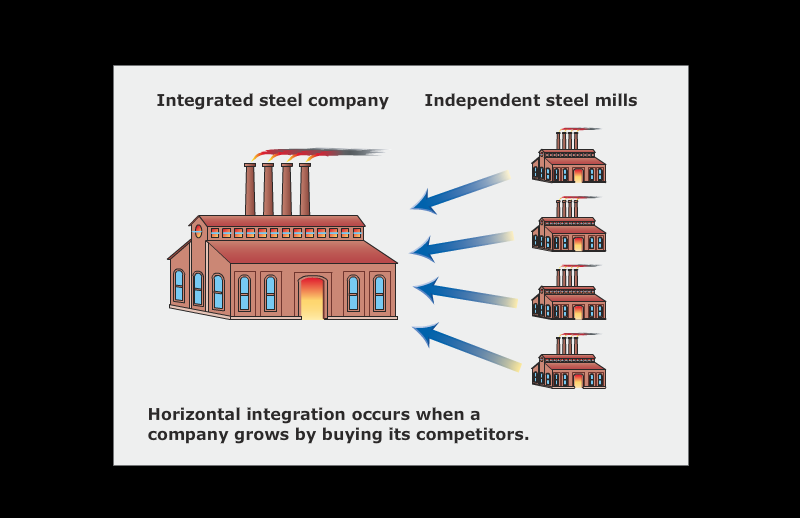 Integrated steel company
Independent steel mills
Horizontal integration occurs when a
company grows by buying its competitors.